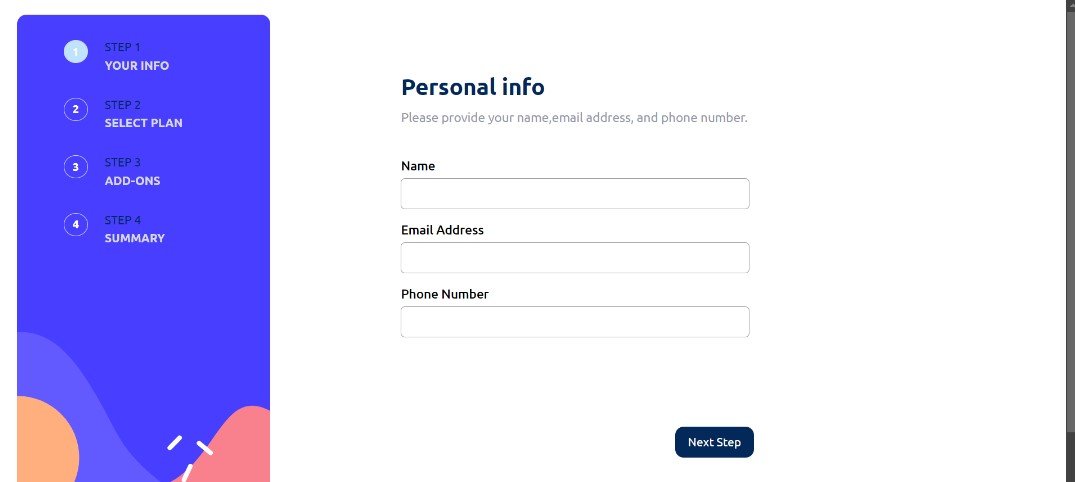 1
STEP 1
YOUR INFO
2
STEP 2
SELECT PLAN
3
STEP 3
ADD-ONS
4
STEP 4
SUMMARY
Personal info
Please provide your name,email address, and phone number.
Name
Email Address
Phone Number
Next Step